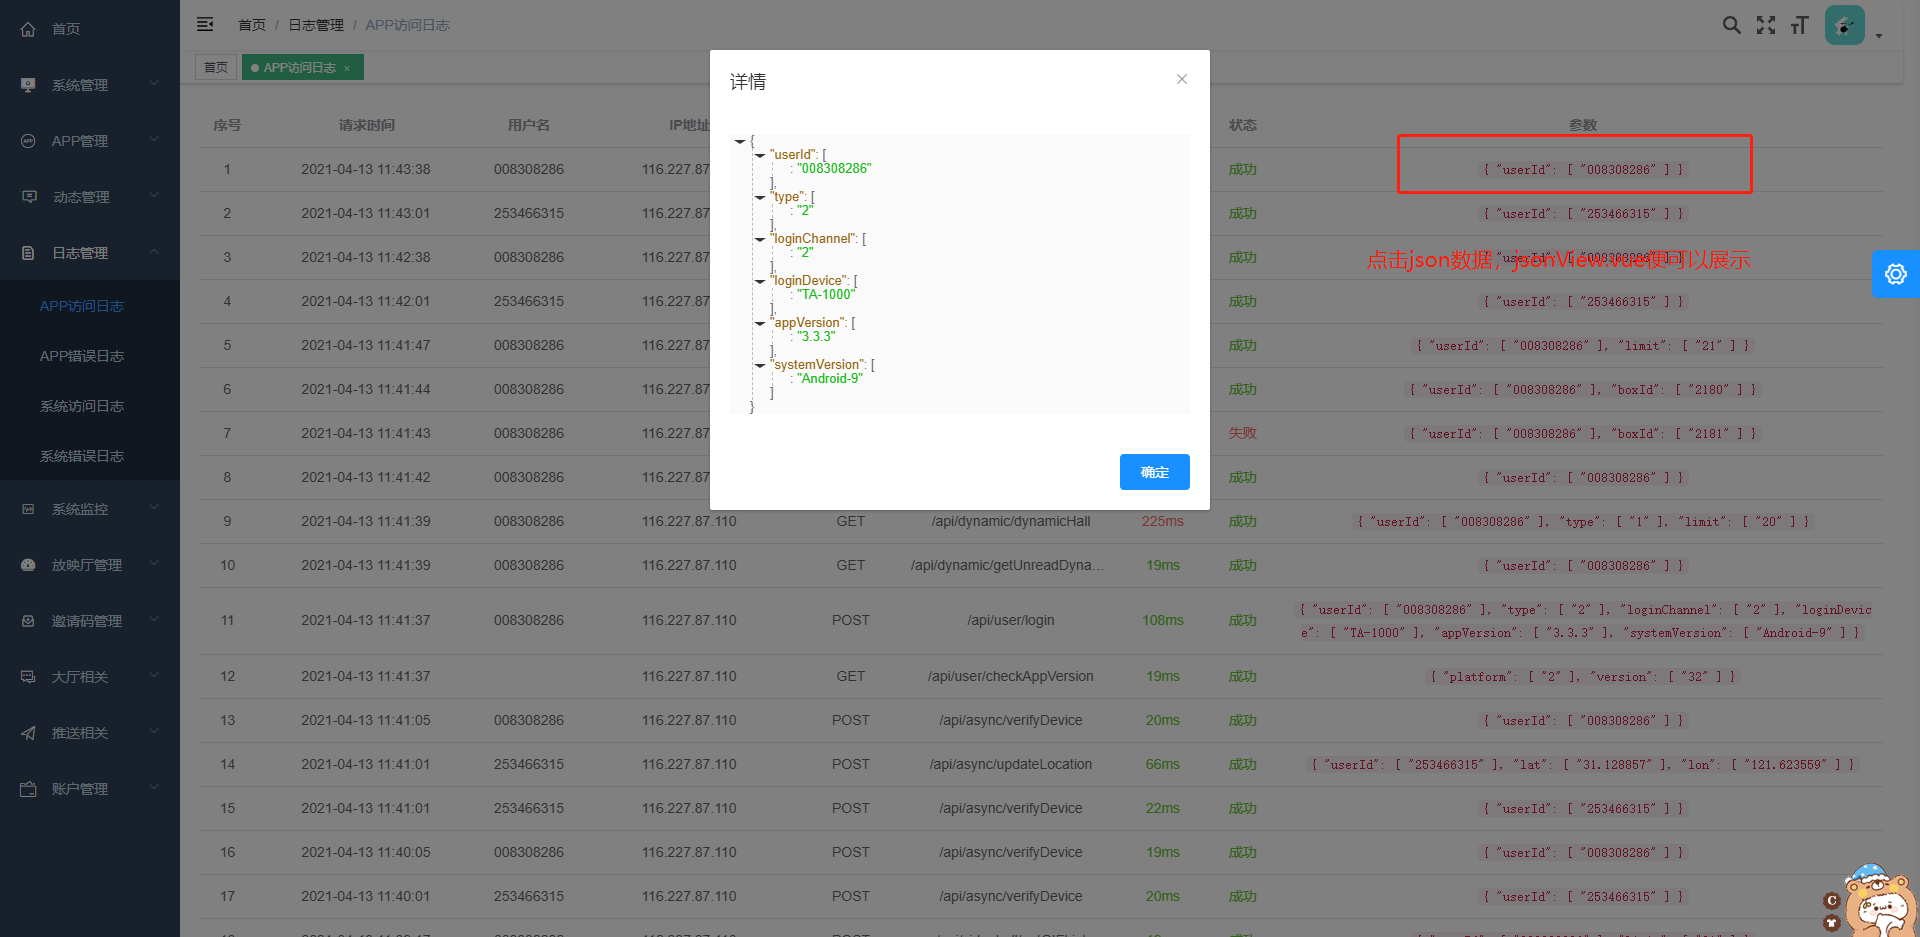 首页
系统管理
APP管理
动态管理
日志管理
APP访问日志
APP错误日志
系统访问日志
系统错误日志
系统监控
放映厅管理
邀请码管理
大厅相关
推送相关
账户管理
首页 / 日志管理 / APP访问日志
首页 APP访问日志 ×
详情
{
"userId": [
: "008308286"
],
"type": [
: "2"
],
"loginChannel": [
: "2"
],
"loginDevice": [
: "TA-1000"
],
"appVersion": [
: "3.3.3"
],
"systemVersion": [
: "Android-9"
]
}
确定
点击json数据，jsonView.vue便可以展示
序号 请求时间 用户名 IP地址 状态 参数
1 2021-04-13 11:43:38 008308286 116.227.87 成功 { "userId": [ "008308286" ] }
2 2021-04-13 11:43:01 253466315 116.227.87 成功 { "userId": [ "253466315" ] }
3 2021-04-13 11:42:38 008308286 116.227.87 成功
4 2021-04-13 11:42:01 253466315 116.227.87 成功 { "userId": [ "253466315" ] }
5 2021-04-13 11:41:47 008308286 116.227.87 成功 { "userId": [ "008308286" ], "limit": [ "21" ] }
6 2021-04-13 11:41:44 008308286 116.227.87 成功 { "userId": [ "008308286" ], "boxId": [ "2180" ] }
7 2021-04-13 11:41:43 008308286 116.227.87 失败 { "userId": [ "008308286" ], "boxId": [ "2181" ] }
8 2021-04-13 11:41:42 008308286 116.227.87 成功 { "userId": [ "008308286" ] }
9 2021-04-13 11:41:39 008308286 116.227.87.110 GET /api/dynamic/dynamicHall 225ms 成功 { "userId": [ "008308286" ], "type": [ "1" ], "limit": [ "20" ] }
10 2021-04-13 11:41:39 008308286 116.227.87.110 GET /api/dynamic/getUnreadDyna... 19ms 成功 { "userId": [ "008308286" ] }
11 2021-04-13 11:41:37 008308286 116.227.87.110 POST /api/user/login 108ms 成功 { "userId": [ "008308286" ], "type": [ "2" ], "loginChannel": [ "2" ], "loginDevic
e": [ "TA-1000" ], "appVersion": [ "3.3.3" ], "systemVersion": [ "Android-9" ] }
12 2021-04-13 11:41:37 116.227.87.110 GET /api/user/checkAppVersion 19ms 成功 { "platform": [ "2" ], "version": [ "32" ] }
13 2021-04-13 11:41:05 008308286 116.227.87.110 POST /api/async/verifyDevice 20ms 成功 { "userId": [ "008308286" ] }
14 2021-04-13 11:41:01 253466315 116.227.87.110 POST /api/async/updateLocation 66ms 成功 { "userId": [ "253466315" ], "lat": [ "31.128857" ], "lon": [ "121.623559" ] }
15 2021-04-13 11:41:01 253466315 116.227.87.110 POST /api/async/verifyDevice 22ms 成功 { "userId": [ "253466315" ] }
16 2021-04-13 11:40:05 008308286 116.227.87.110 POST /api/async/verifyDevice 19ms 成功 { "userId": [ "008308286" ] }
17 2021-04-13 11:40:01 253466315 116.227.87.110 POST /api/async/verifyDevice 20ms 成功 { "userId": [ "253466315" ] }